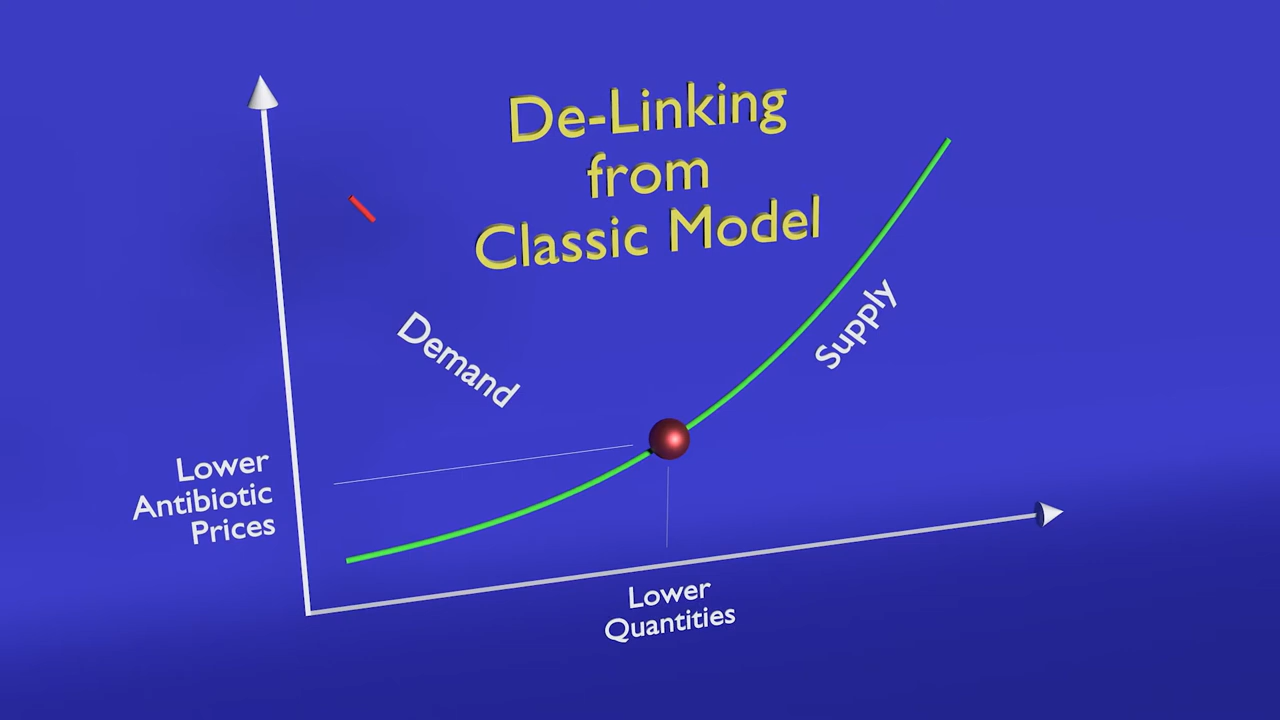 De-Linking
from
Classic Model
Demand
Supply
Lower
Antibiotic
Prices
Lower
Quantities